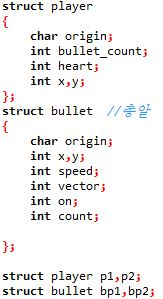 struct player
{
char origin;
int bullet_count;
int heart;
int x,y;
};
struct bullet //총알
{
char origin;
int x,y;
int speed;
int vector;
int on;
int count;
};
struct player p1,p2;
struct bullet bp1,bp2;